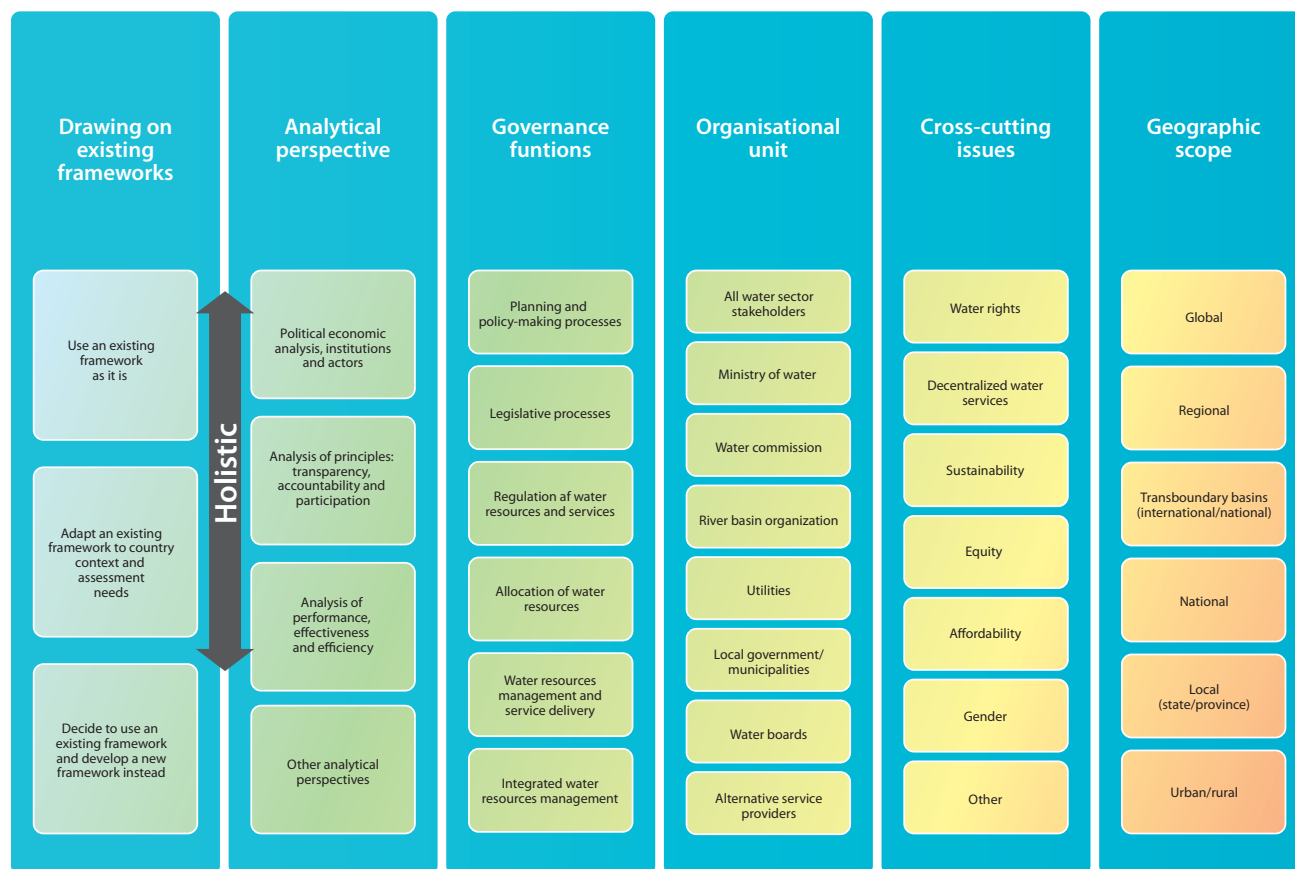 Drawing on
existing
frameworks
Use an existing
framework
as it is
Adapt an existing
framework to country
context and
assessment
needs
Decide to use an
existing framework
and develop a new
framework instead
Holistic
Analytical
perspective
Political economic
analysis, institutions
and actors
Analysis of principles:
transparency,
accountability and
participation
Analysis of
performance,
effectiveness
and efficiency
Other analytical
perspectives
Governance
funtions
Planning and
policy-making processes
Legislative processes
Regulation af water
resources and services
Allocation of water
resources
Water resources
management and
service delivery
Integrated water
resources management
Organisational
unit
All water sector
stakeholders
Ministry of water
Water commission
River basin organization
Utilities
Local government/
municipalities
Water boards
Alternative service
providers
Cross-cutting
issues
Water rights
Decentralized water
services
Sustainability
Equity
Affordability
Gender
Other
Geographic
scope
Global
Regional
Transboundary basins
(international/national)
National
Local
(state/province)
Urban/rural